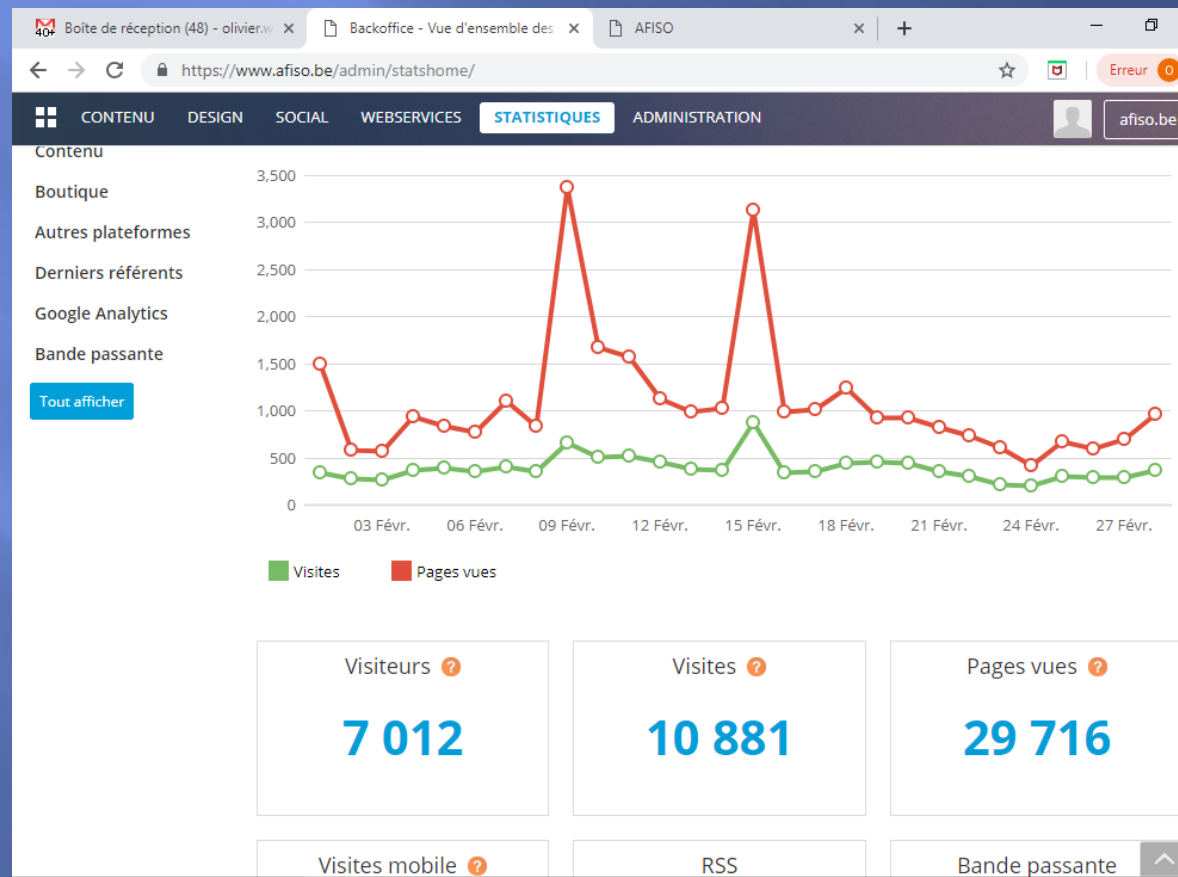 Boîte de réception (48) - olivier.w
Backoffice - Vue d'ensemble des
AFISO
https://www.afiso.be/admin/statshome/
Erreur
CONTENU DESIGN SOCIAL WEBSERVICES STATISTIQUES ADMINISTRATION
afiso.be
Contenu
Boutique
Autres plateformes
Derniers référents
Google Analytics
Bande passante
Tout afficher
3,500
3,000
2,500
2,000
1,500
1,000
500
0
03 Févr. 06 Févr. 09 Févr. 12 Févr. 15 Févr. 18 Févr. 21 Févr. 24 Févr. 27 Févr.
Visites Pages vues
Visiteurs ? Visites ? Pages vues ?
7 012 10 881 29 716
Visites mobile ? RSS Bande passante